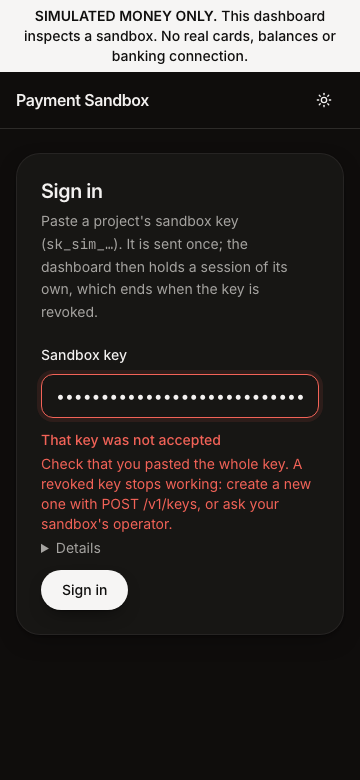 SIMULATED MONEY ONLY. This dashboard
inspects a sandbox. No real cards, balances or
banking connection.
Payment Sandbox
Sign in
Paste a project's sandbox key
(sk_sim_…). It is sent once; the
dashboard then holds a session of its
own, which ends when the key is
revoked.
Sandbox key
That key was not accepted
Check that you pasted the whole key. A
revoked key stops working: create a new
one with POST /v1/keys, or ask your
sandbox's operator.
Details
Sign in